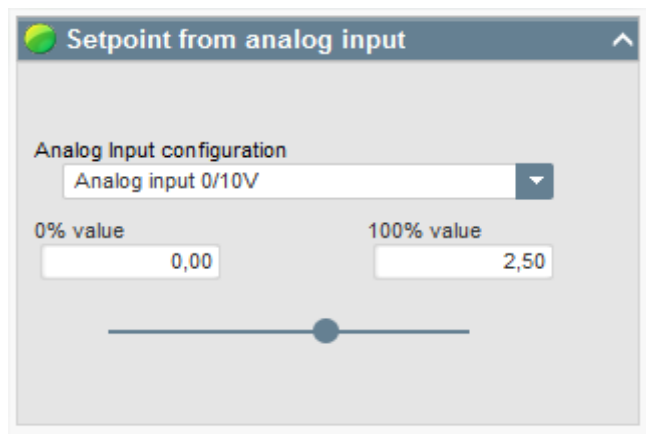 Setpoint from analog input
Analog Input configuration
Analog input 0/10V
0% value 100% value
0,00 2,50